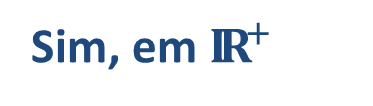 Sim, em ℝ⁺